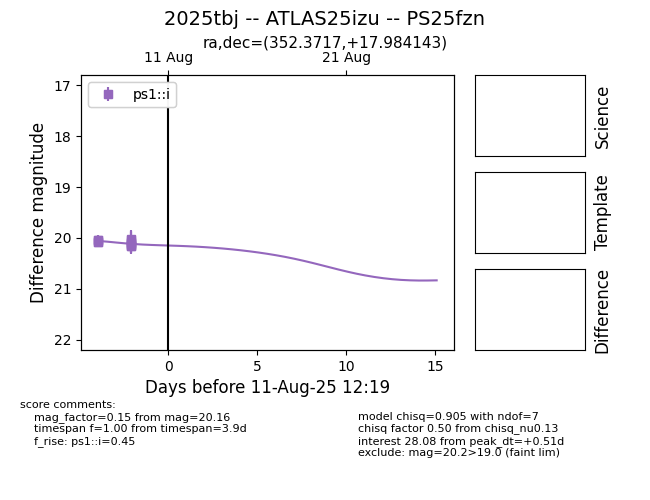 2025tbj -- ATLAS25izu -- PS25fzn
ra,dec=(352.3717,+17.984143)
11 Aug
21 Aug
ps1::i
17
18
19
20
21
22
Difference magnitude
0
5
10
15
Days before 11-Aug-25 12:19
Science
Template
Difference
score comments:
mag_factor=0.15 from mag=20.16
timespan f=1.00 from timespan=3.9d
f_rise: ps1::i=0.45
model chisq=0.905 with ndof=7
chisq factor 0.50 from chisq_nu0.13
interest 28.08 from peak_dt=+0.51d
exclude: mag=20.2>19.0 (faint lim)